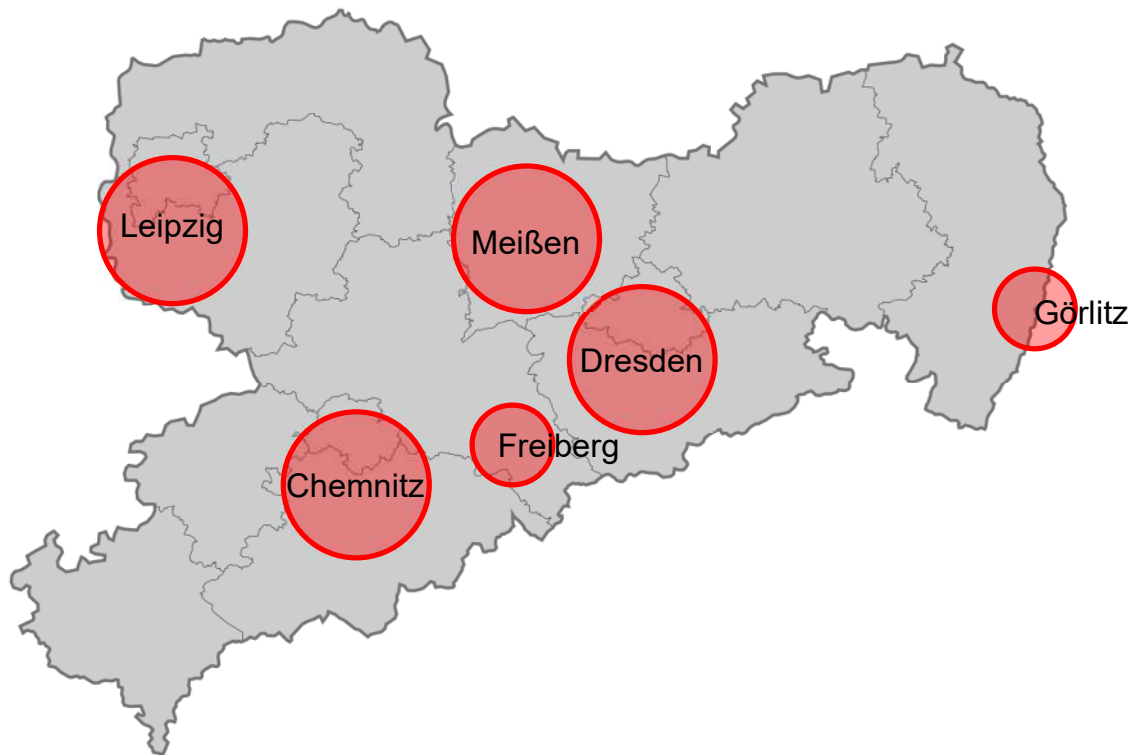 Leipzig
Meißen
Görlitz
Dresden
Freiberg
Chemnitz